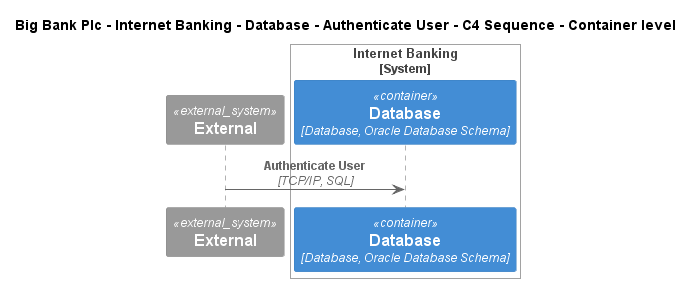 Big Bank Plc - Internet Banking - Database - Authenticate User - C4 Sequence - Container level
Internet Banking
[System]
«external_system»
External
«container»
Database
[Database, Oracle Database Schema]
Authenticate User
[TCP/IP, SQL]
«external_system»
External
«container»
Database
[Database, Oracle Database Schema]